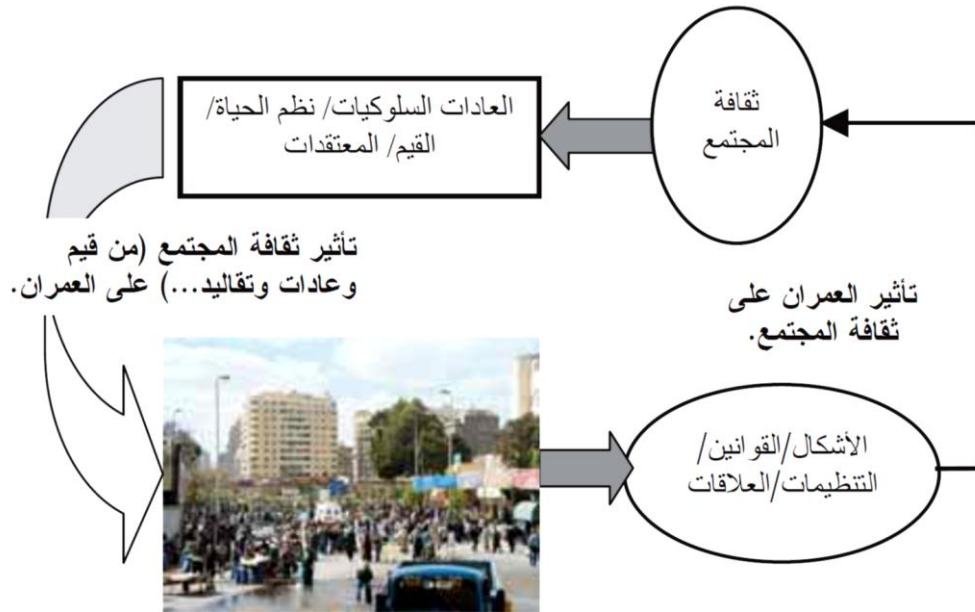 ثقافة
المجتمع
العادات السلوكيات/ نظم الحياة/
القيم/ المعتقدات
تأثير ثقافة المجتمع (من قيم
وعادات وتقاليد...) على العمران.
تأثير العمران على
ثقافة المجتمع.
الأشكال/القوانين/
التنظيمات/العلاقات